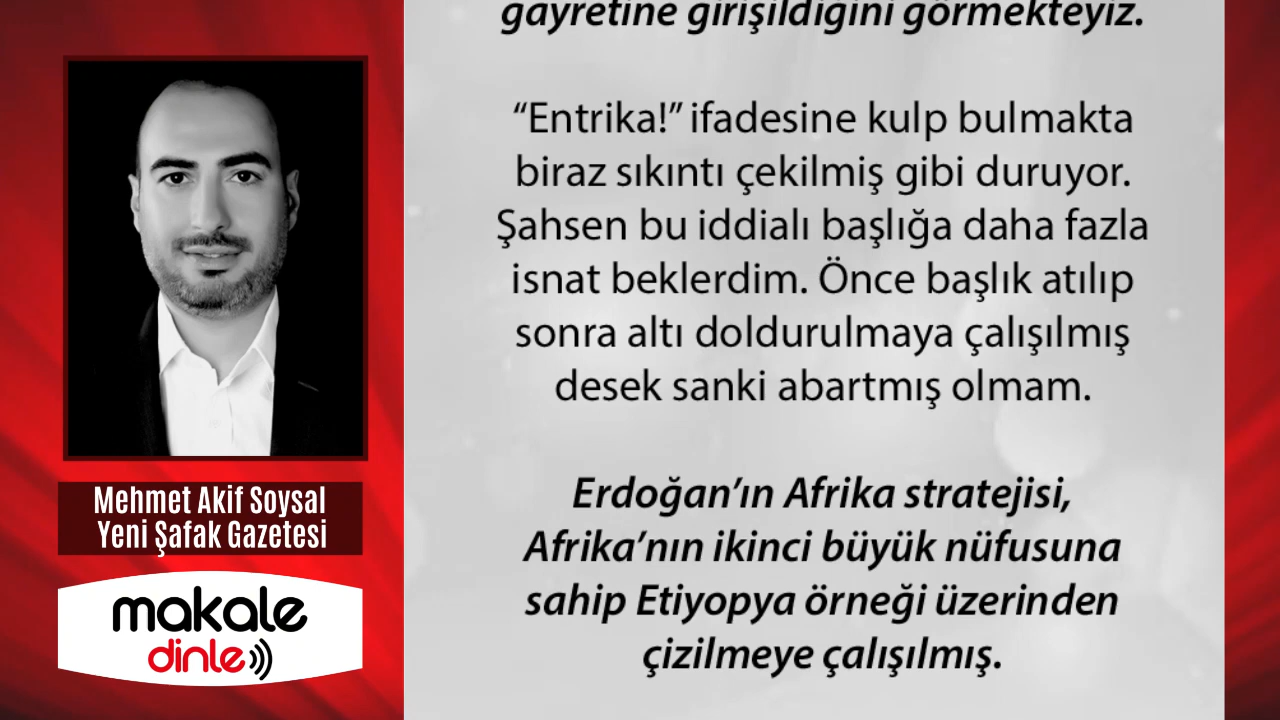 gayretine girişildiğini görmekteyiz.
“Entrika!” ifadesine kulp bulmakta
biraz sıkıntı çekilmiş gibi duruyor.
Şahsen bu iddialı başlığa daha fazla
isnat beklerdim. Önce başlık atılıp
sonra altı doldurulmaya çalışılmış
desek sanki abartmış olmam.
Erdoğan’ın Afrika stratejisi,
Afrika’nın ikinci büyük nüfusuna
sahip Etiyopya örneği üzerinden
çizilmeye çalışılmış.
Mehmet Akif Soysal
Yeni Şafak Gazetesi
makale
dinle